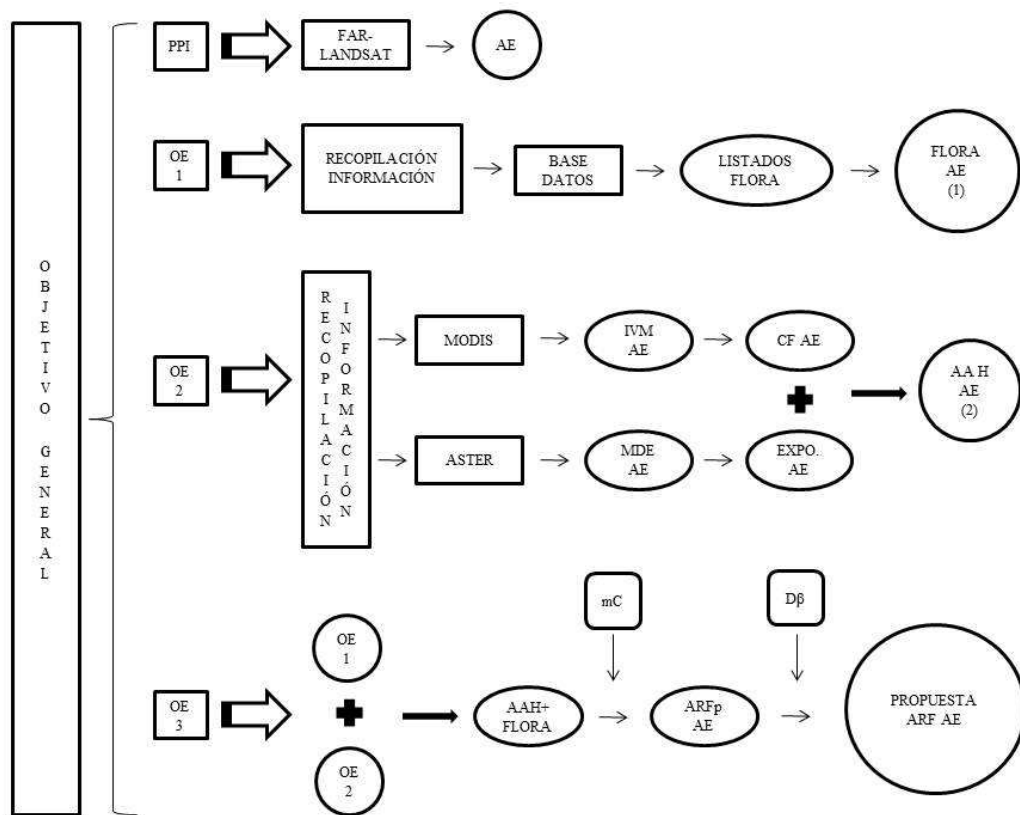 OBJETIVO GENERAL
PPI
FAR-
LANDSAT
AE
OE
1
RECOPILACIÓN
INFORMACIÓN
BASE
DATOS
LISTADOS
FLORA
FLORA
AE
(1)
OE
2
RECOPILACIÓN
INFORMACIÓN
MODIS
IVM
AE
CF AE
ASTER
MDE
AE
EXPO.
AE
AA H
AE
(2)
OE
3
OE
1
OE
2
AAH+
FLORA
mC
ARFp
AE
Dβ
PROPUESTA
ARF AE